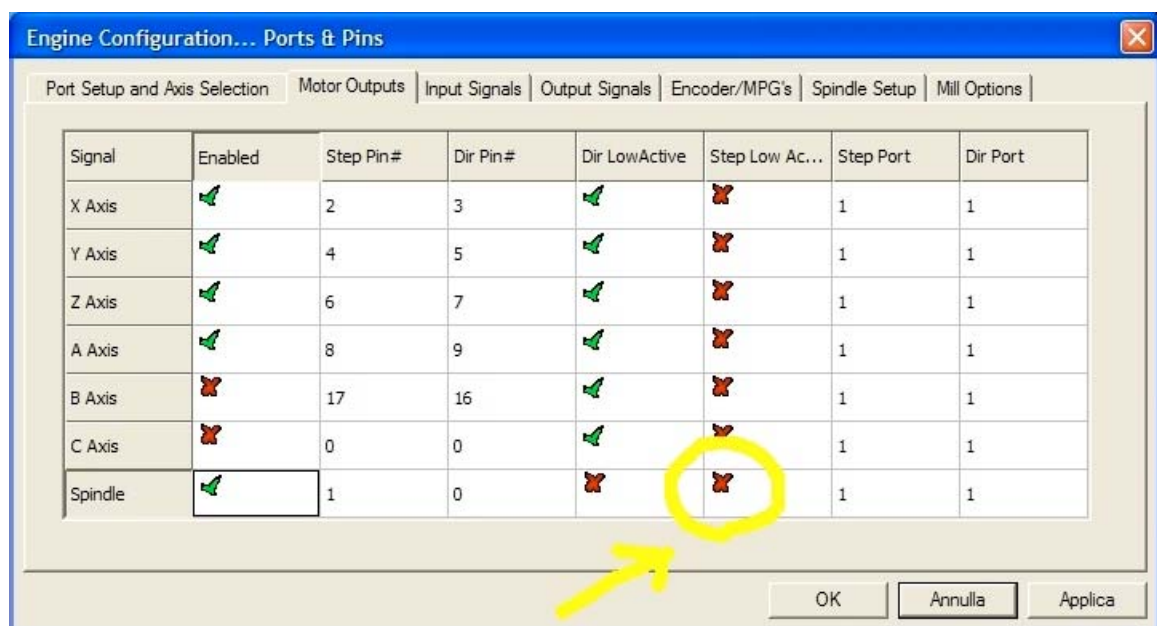 Engine Configuration... Ports & Pins
Port Setup and Axis Selection Motor Outputs Input Signals Output Signals Encoder/MPG's Spindle Setup Mill Options
Signal Enabled Step Pin# Dir Pin# Dir LowActive Step Low Ac... Step Port Dir Port
X Axis 2 3 1 1
Y Axis 4 5 1 1
Z Axis 6 7 1 1
A Axis 8 9 1 1
B Axis 17 16 1 1
C Axis 0 0 1 1
Spindle 1 0 1 1
OK Annulla Applica